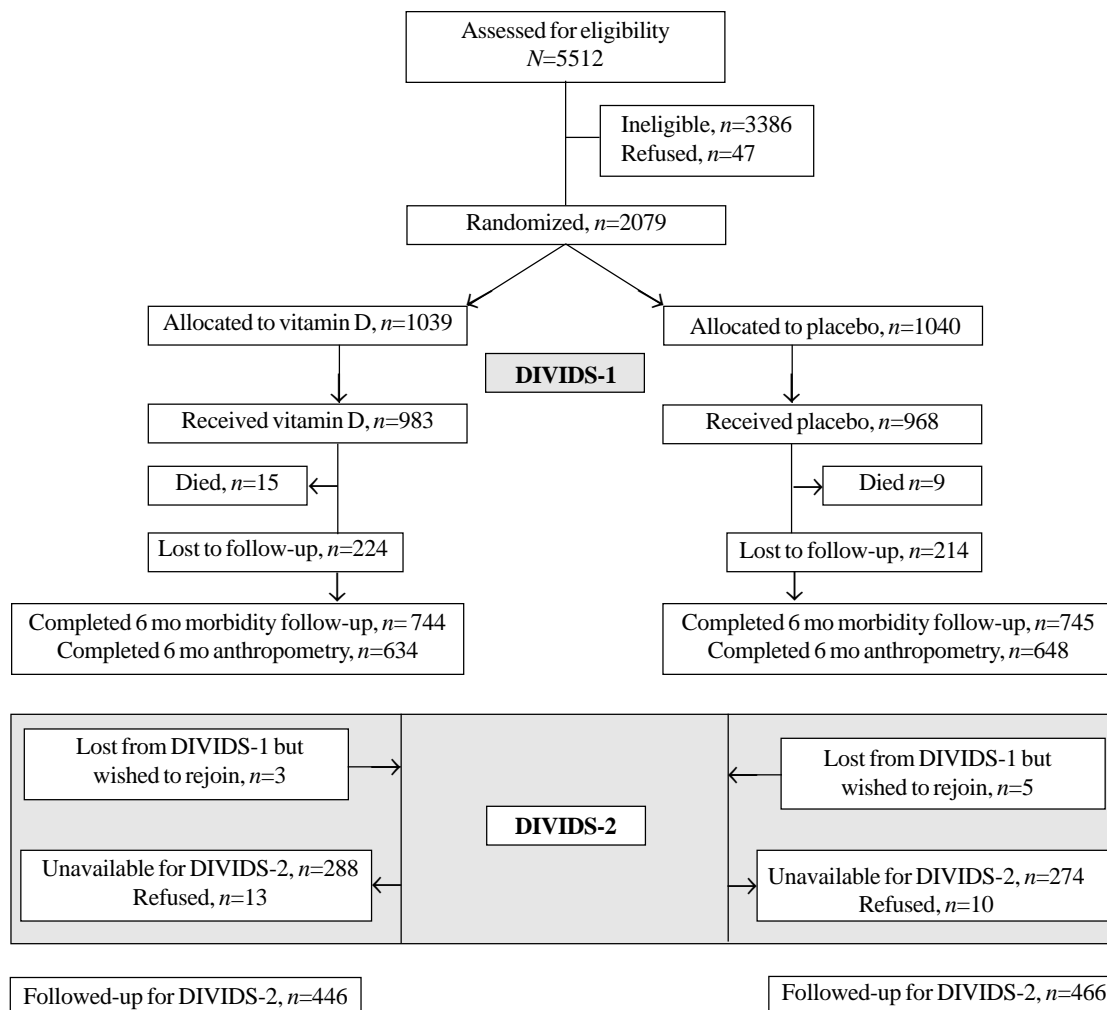 Assessed for eligibility
N=5512
Ineligible, n=3386
Refused, n=47
Randomized, n=2079
Allocated to vitamin D, n=1039
Allocated to placebo, n=1040
DIVIDS-1
Received vitamin D, n=983
Received placebo, n=968
Died, n=15
Died n=9
Lost to follow-up, n=224
Lost to follow-up, n=214
Completed 6 mo morbidity follow-up, n= 744
Completed 6 mo anthropometry, n=634
Completed 6 mo morbidity follow-up, n=745
Completed 6 mo anthropometry, n=648
Lost from DIVIDS-1 but
wished to rejoin, n=3
Lost from DIVIDS-1 but
wished to rejoin, n=5
DIVIDS-2
Unavailable for DIVIDS-2, n=288
Refused, n=13
Unavailable for DIVIDS-2, n=274
Refused, n=10
Followed-up for DIVIDS-2, n=446
Followed-up for DIVIDS-2, n=466